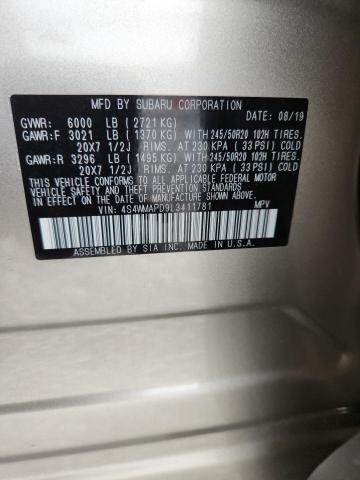 MFD BY SUBARU CORPORATION
DATE: 08/19
GVWR: 6000 LB (2721 KG)
GAWR:F 3021 LB (1370 KG) WITH 245/50R20 102H TIRES.
20X7 1/2J RIMS. AT 230 KPA (33 PSI) COLD
GAWR:R 3296 LB (1495 KG) WITH 245/50R20 102H TIRES.
20X7 1/2J RIMS. AT 230 KPA (33 PSI) COLD
THIS VEHICLE CONFORMS TO ALL APPLICABLE FEDERAL MOTOR
VEHICLE SAFETY STANDARDS IN EFFECT ON THE DATE OF
MANUFACTURE SHOWN ABOVE.
VIN: 4S4WMAPD9L3411781
MPV
ASSEMBLED BY SIA INC. MADE IN U.S.A.